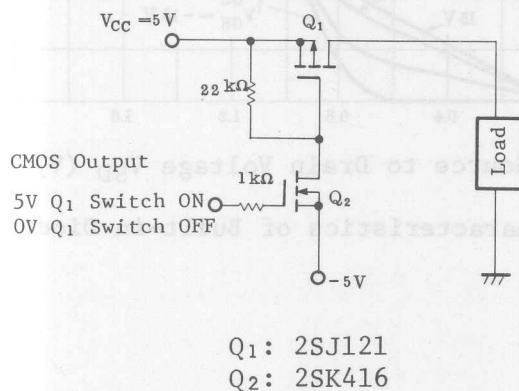 V_CC=5V
Q₁
22 kΩ
Load
CMOS Output
5V Q₁ Switch ON
0V Q₁ Switch OFF
1kΩ
Q₂
-5V
Q₁: 2SJ121
Q₂: 2SK416